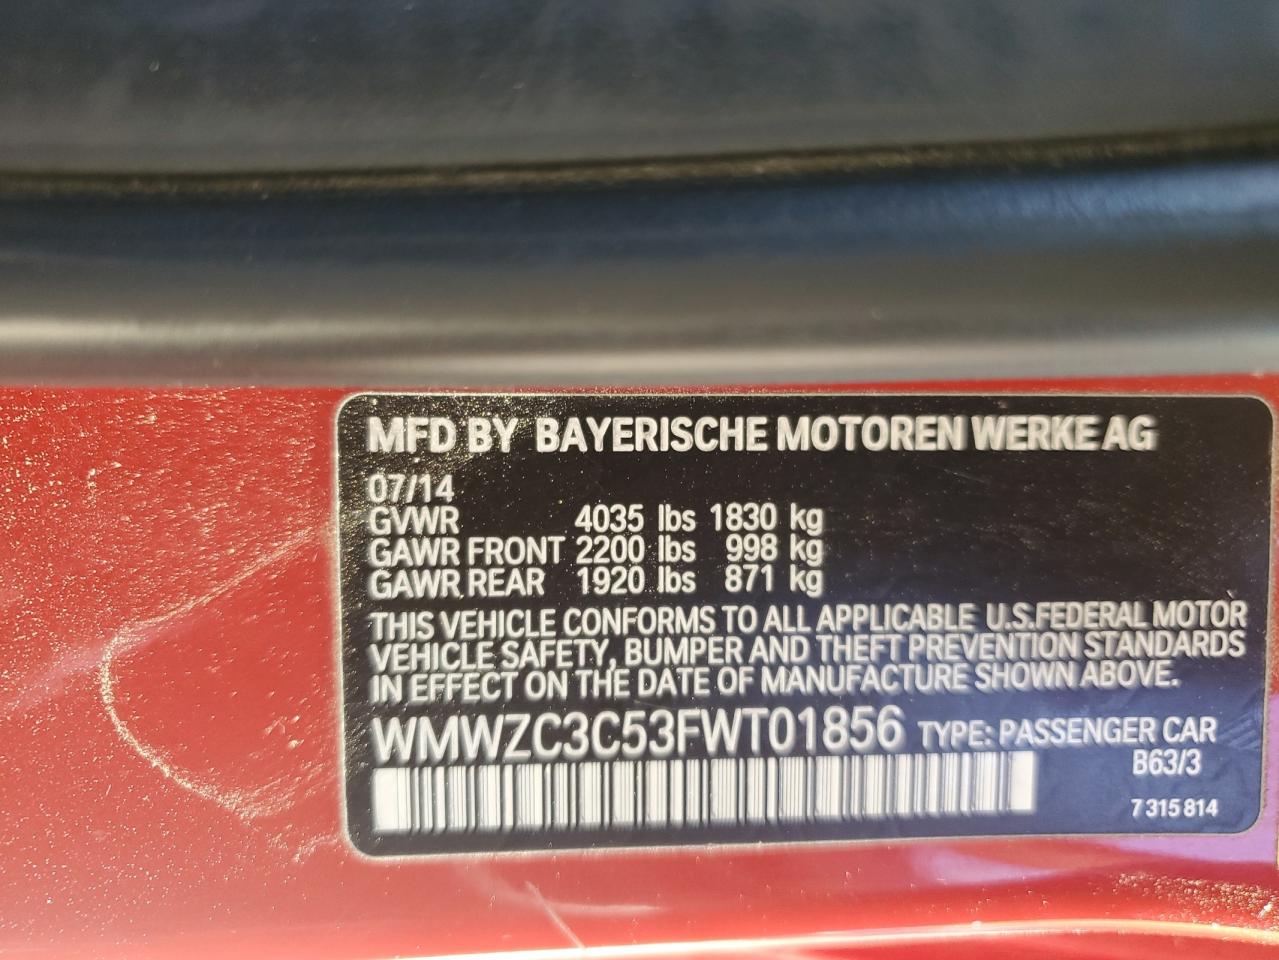 MFD BY BAYERISCHE MOTOREN WERKE AG
07/14
GVWR 4035 lbs 1830 kg
GAWR FRONT 2200 lbs 998 kg
GAWR REAR 1920 lbs 871 kg
THIS VEHICLE CONFORMS TO ALL APPLICABLE U.S.FEDERAL MOTOR
VEHICLE SAFETY, BUMPER AND THEFT PREVENTION STANDARDS
IN EFFECT ON THE DATE OF MANUFACTURE SHOWN ABOVE.
WMWZC3C53FWT01856 TYPE: PASSENGER CAR
B63/3
7 315 814